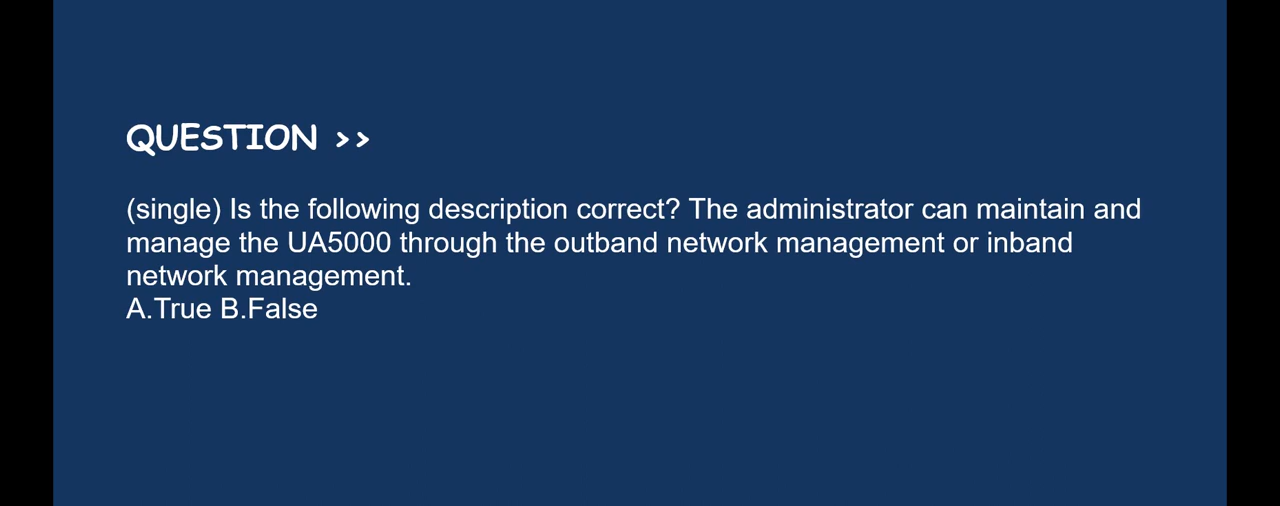 QUESTION >>
(single) Is the following description correct? The administrator can maintain and
manage the UA5000 through the outband network management or inband
network management.
A.True B.False